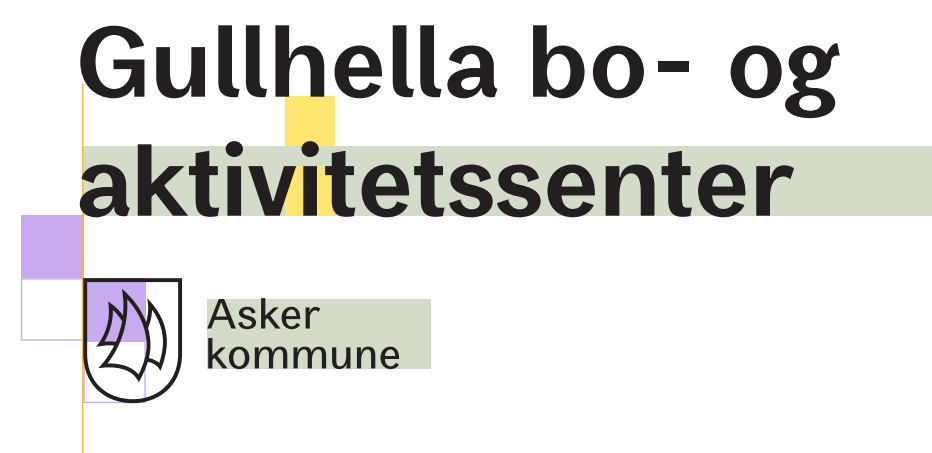 Gullhella bo- og
aktivitetssenter
Asker
kommune